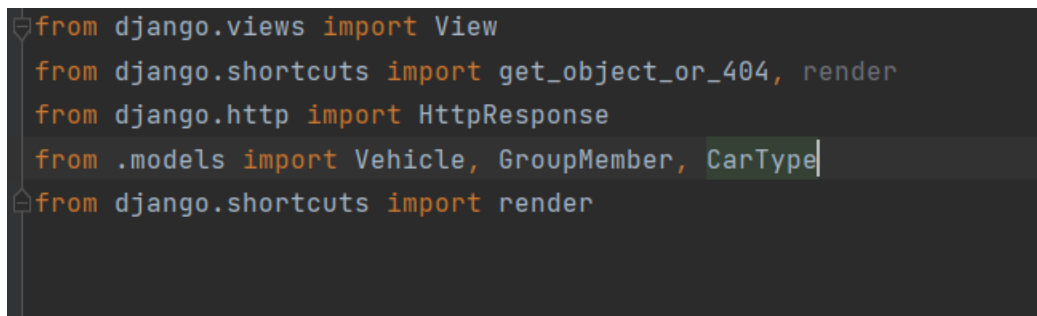 from django.views import View
from django.shortcuts import get_object_or_404, render
from django.http import HttpResponse
from .models import Vehicle, GroupMember, CarType
from django.shortcuts import render